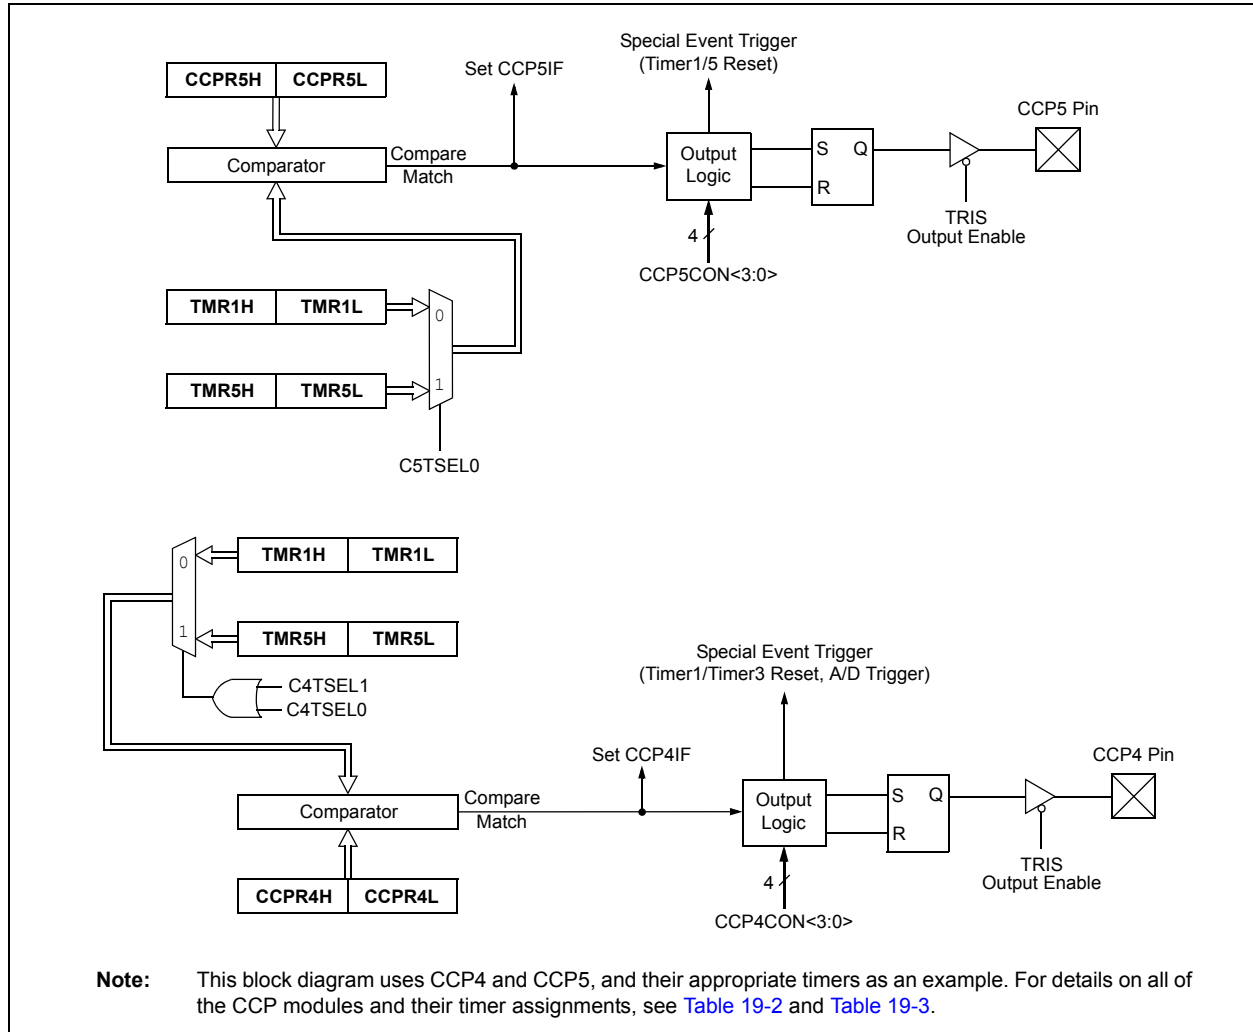 Special Event Trigger
(Timer1/5 Reset)
Set CCP5IF
CCPR5H CCPR5L
CCP5 Pin
Comparator
Compare
Match
Output
Logic
S Q
R
TRIS
Output Enable
4
CCP5CON<3:0>
TMR1H TMR1L
0
TMR5H TMR5L
1
C5TSEL0
0
TMR1H TMR1L
1
TMR5H TMR5L
C4TSEL1
C4TSEL0
Special Event Trigger
(Timer1/Timer3 Reset, A/D Trigger)
Set CCP4IF
CCP4 Pin
Comparator
Compare
Match
Output
Logic
S Q
R
TRIS
Output Enable
4
CCPR4H CCPR4L
CCP4CON<3:0>
Note: This block diagram uses CCP4 and CCP5, and their appropriate timers as an example. For details on all of
the CCP modules and their timer assignments, see Table 19-2 and Table 19-3.